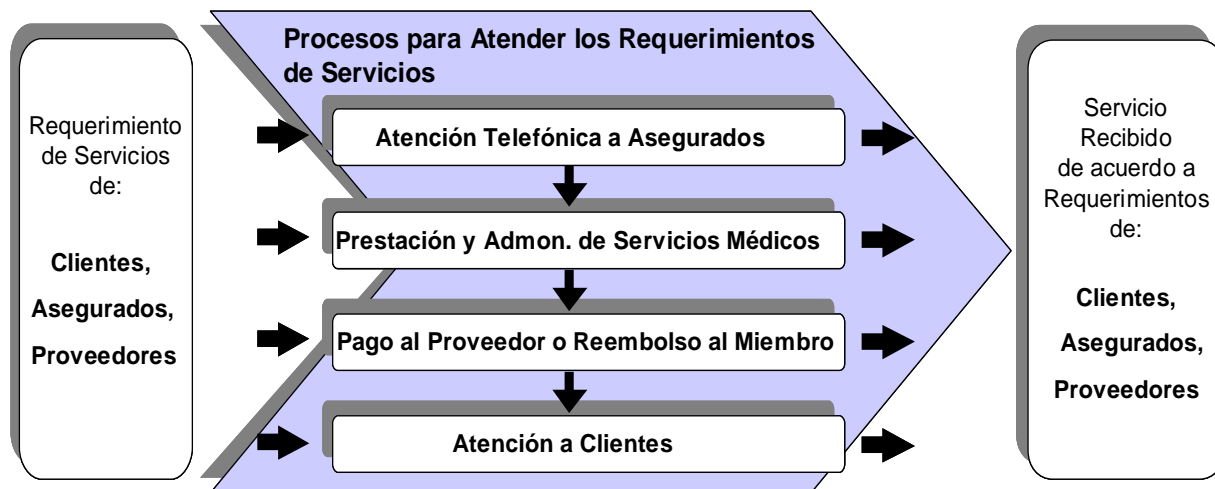 Requerimiento
de Servicios
de:
Clientes,
Asegurados,
Proveedores
Procesos para Atender los Requerimientos
de Servicios
Atención Telefónica a Asegurados
Prestación y Admon. de Servicios Médicos
Pago al Proveedor o Reembolso al Miembro
Atención a Clientes
Servicio
Recibido
de acuerdo a
Requerimientos
de:
Clientes,
Asegurados,
Proveedores